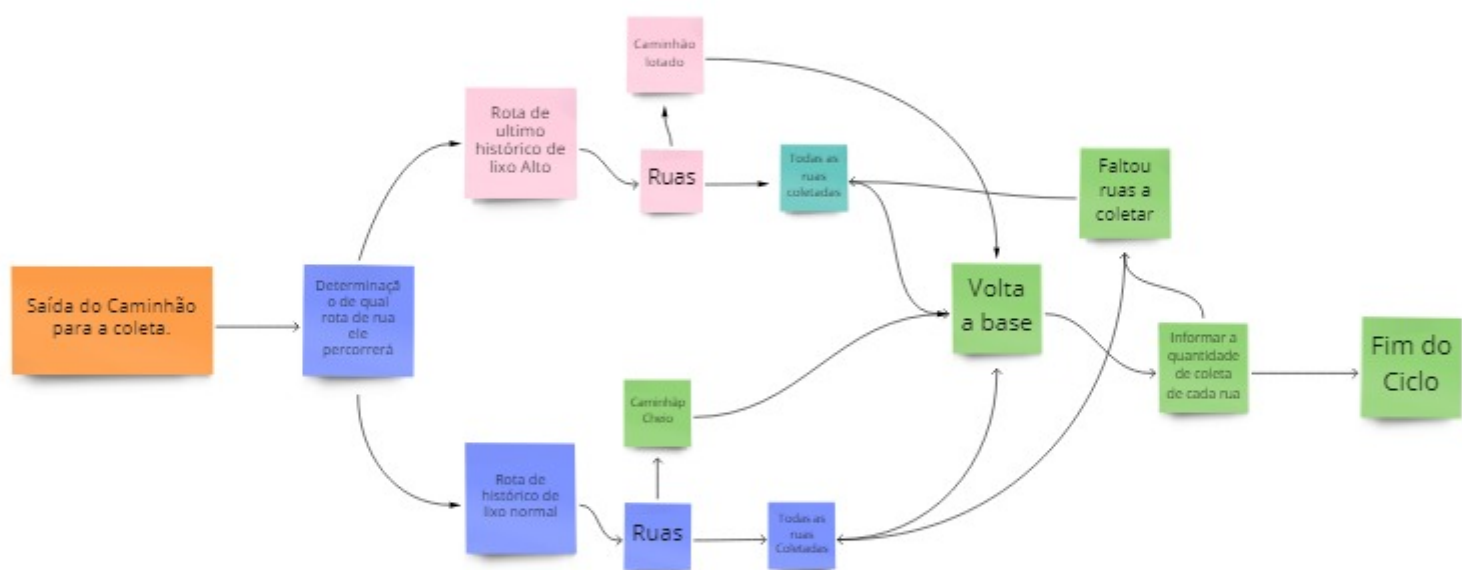 Saída do Caminhão
para a coleta.
Determinaçã
o de qual
rota de rua
ele
percorrerá
Rota de
ultimo
histórico de
lixo Alto
Ruas
Caminhão
lotado
Todas as
ruas
coletadas
Rota de
histórico de
lixo normal
Ruas
Caminhãp
Cheio
Todas as
ruas
Coletadas
Volta
a base
Faltou
ruas a
coletar
Informar a
quantidade
de coleta
de cada rua
Fim do
Ciclo